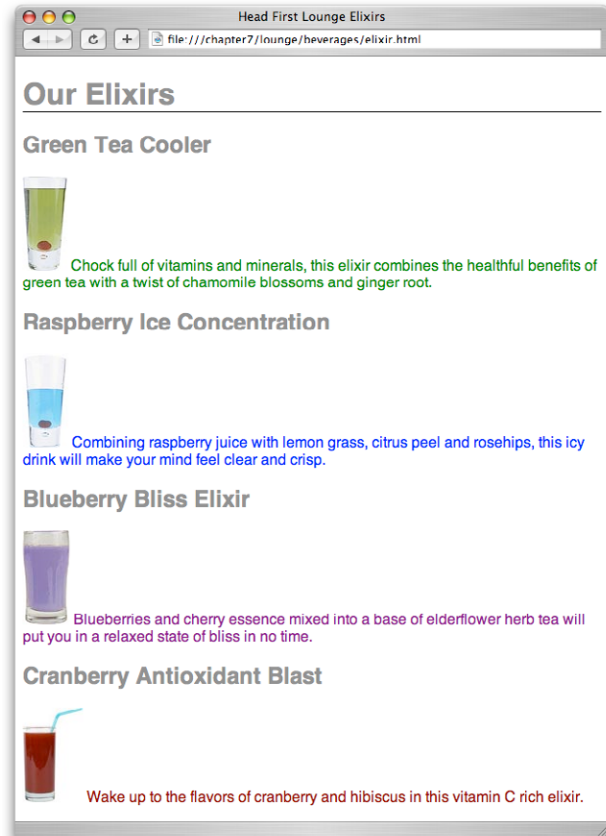 Head First Lounge Elixirs
file:///chapter7/lounge/beverages/elixir.html
Our Elixirs
Green Tea Cooler
Chock full of vitamins and minerals, this elixir combines the healthful benefits of
green tea with a twist of chamomile blossoms and ginger root.
Raspberry Ice Concentration
Combining raspberry juice with lemon grass, citrus peel and rosehips, this icy
drink will make your mind feel clear and crisp.
Blueberry Bliss Elixir
Blueberries and cherry essence mixed into a base of elderflower herb tea will
put you in a relaxed state of bliss in no time.
Cranberry Antioxidant Blast
Wake up to the flavors of cranberry and hibiscus in this vitamin C rich elixir.